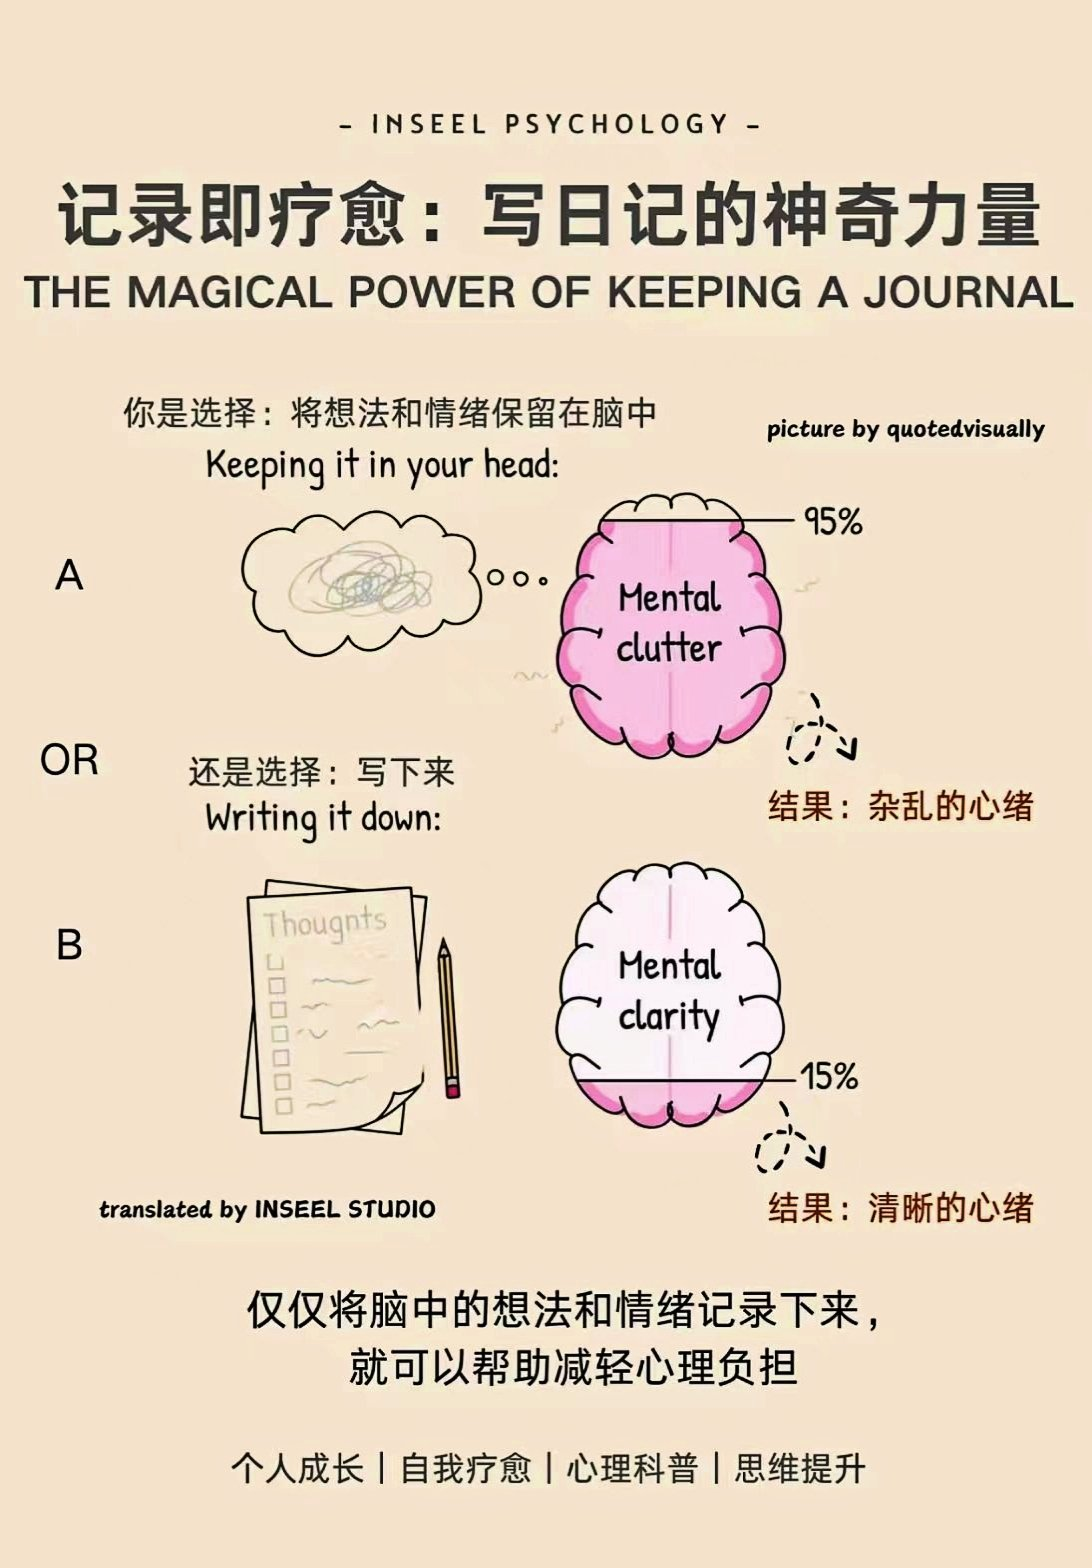 - INSEEL PSYCHOLOGY -
记录即疗愈：写日记的神奇力量
THE MAGICAL POWER OF KEEPING A JOURNAL
你是选择：将想法和情绪保留在脑中
picture by quotedvisually
Keeping it in your head:
95%
A
Mental
clutter
OR
还是选择：写下来
Writing it down:
结果：杂乱的心绪
Thougnts
B
Mental
clarity
15%
translated by INSEEL STUDIO
结果：清晰的心绪
仅仅将脑中的想法和情绪记录下来，
就可以帮助减轻心理负担
个人成长｜自我疗愈｜心理科普｜思维提升